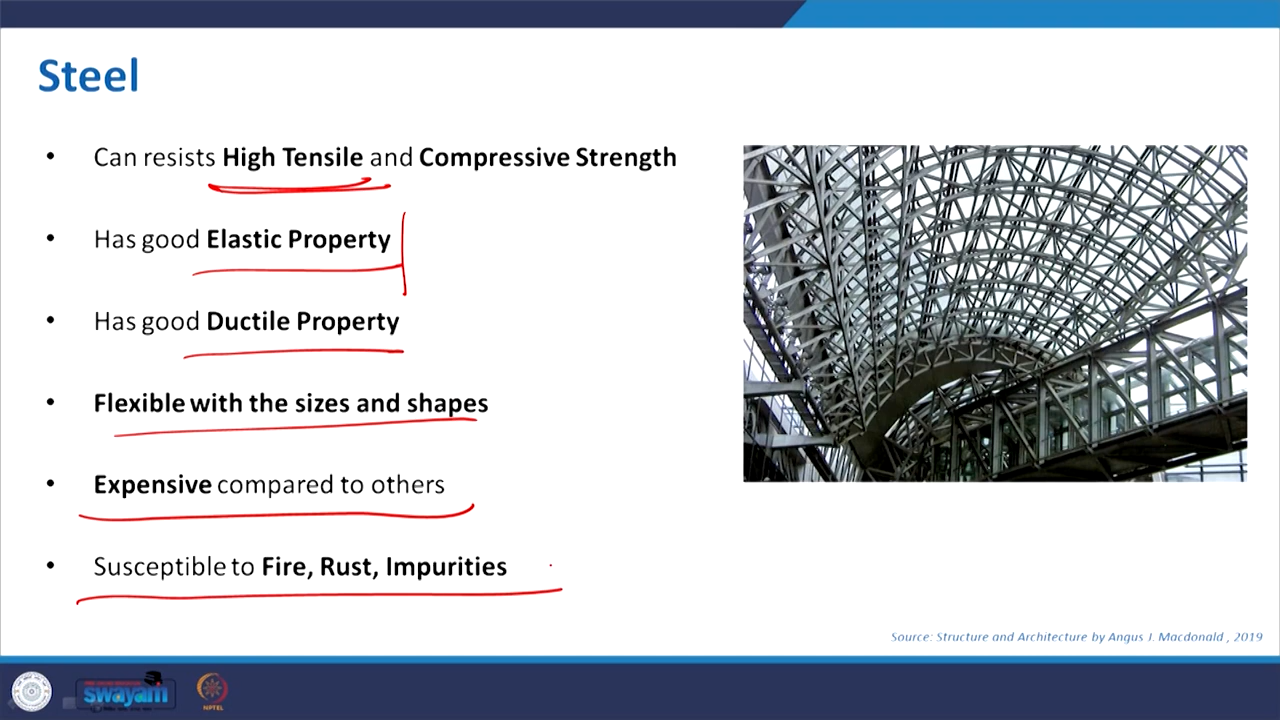 Steel
• Can resists High Tensile and Compressive Strength
• Has good Elastic Property
• Has good Ductile Property
• Flexible with the sizes and shapes
• Expensive compared to others
• Susceptible to Fire, Rust, Impurities
Source: Structure and Architecture by Angus J. Macdonald , 2019
swayam
NPTEL